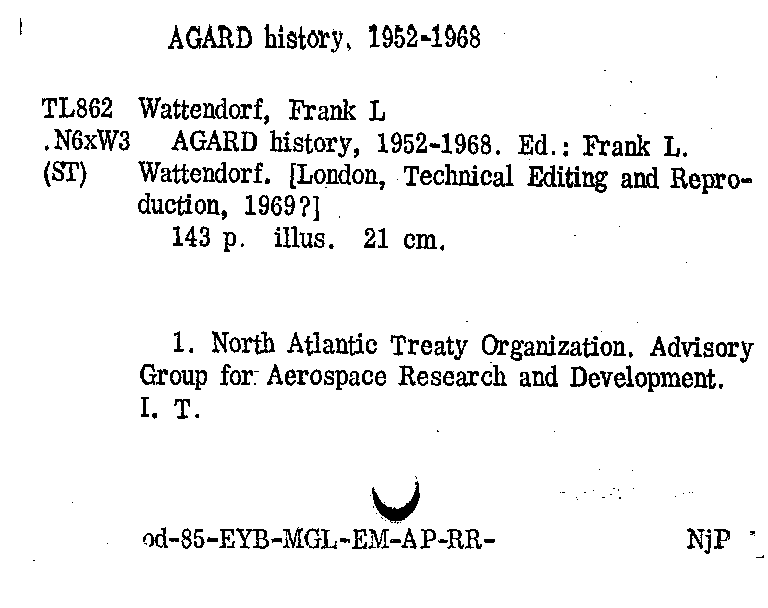 AGARD history, 1952-1968
TL862 Wattendorf, Frank L
.N6xW3 AGARD history, 1952-1968. Ed.: Frank L.
(ST) Wattendorf. [London, Technical Editing and Repro-
duction, 1969?]
143 p. illus. 21 cm.
1. North Atlantic Treaty Organization. Advisory
Group for Aerospace Research and Development.
I. T.
od-85-EYB-MGL-EM-AP-RR- NjP